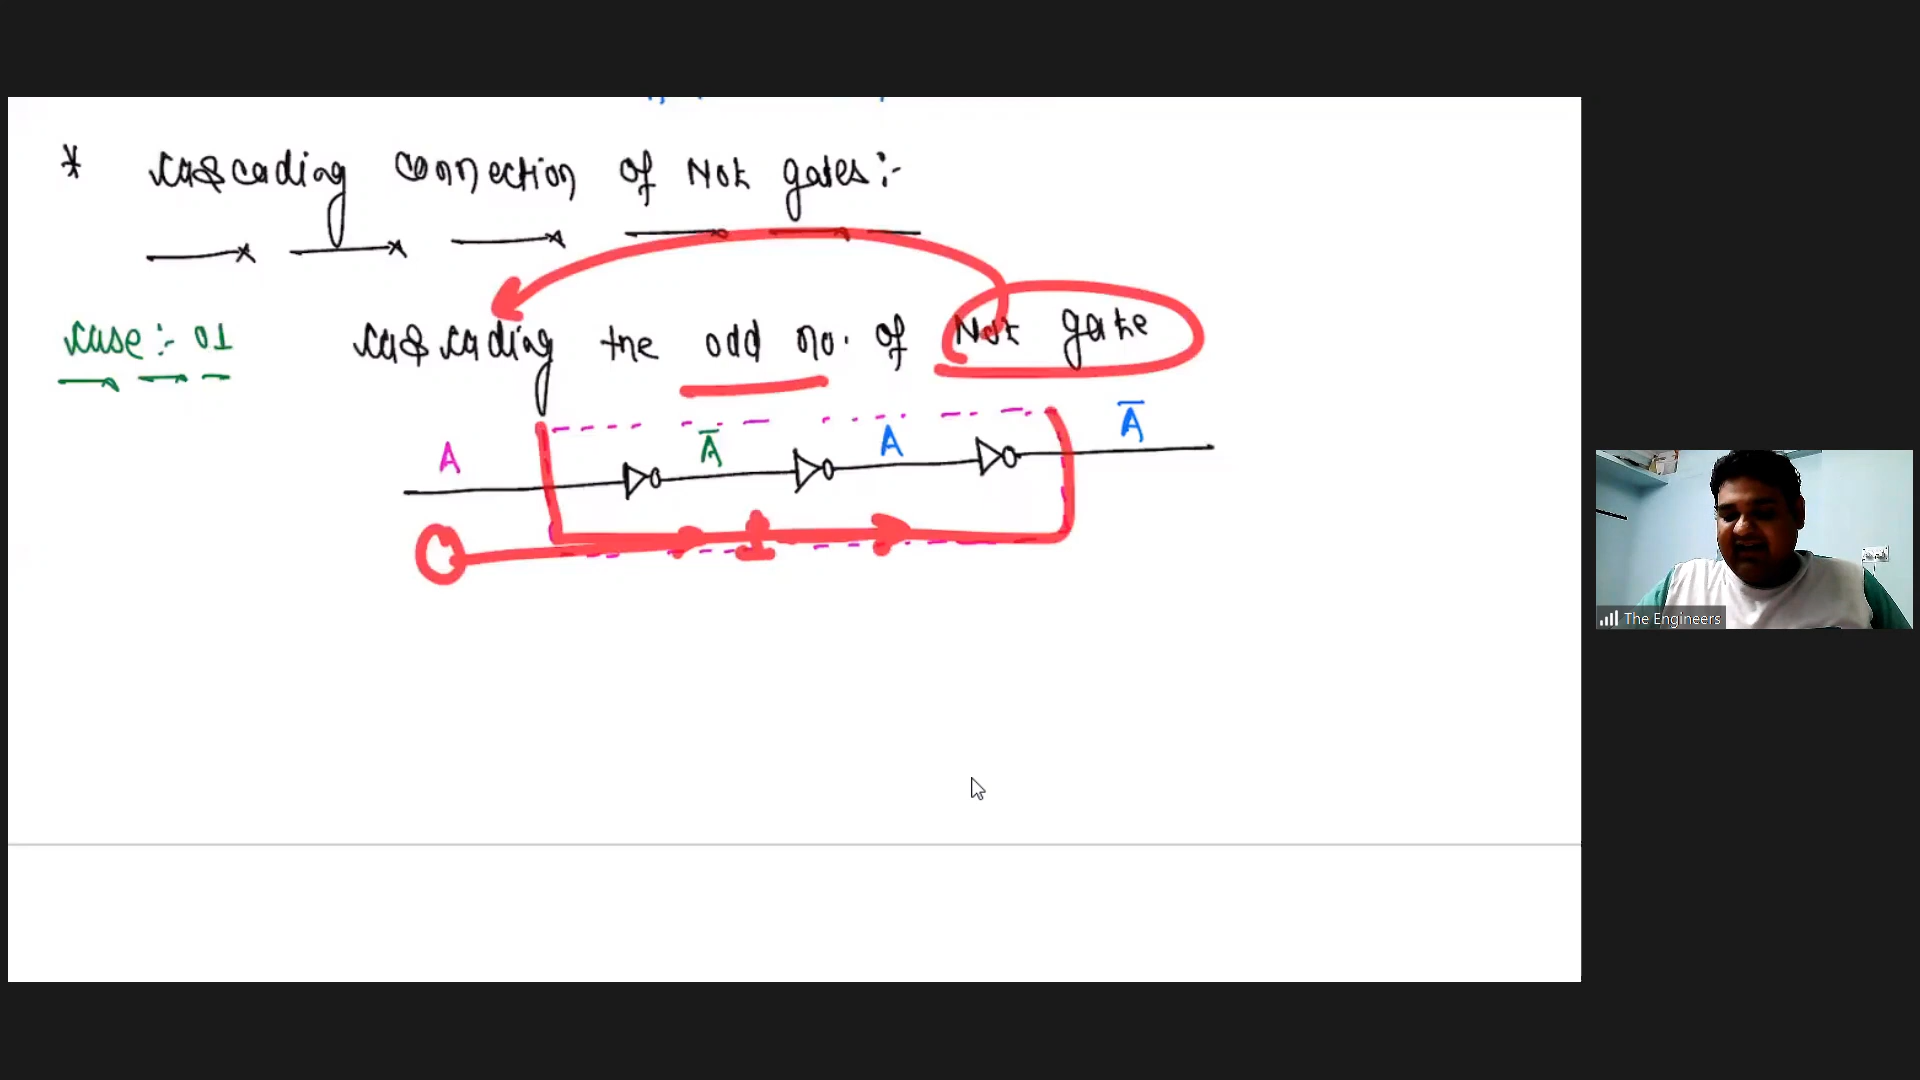 * Cascading connection of Not gates:-
Case:- 01 Cascading the odd no. of Not gate
A A̅ A A̅
The Engineers